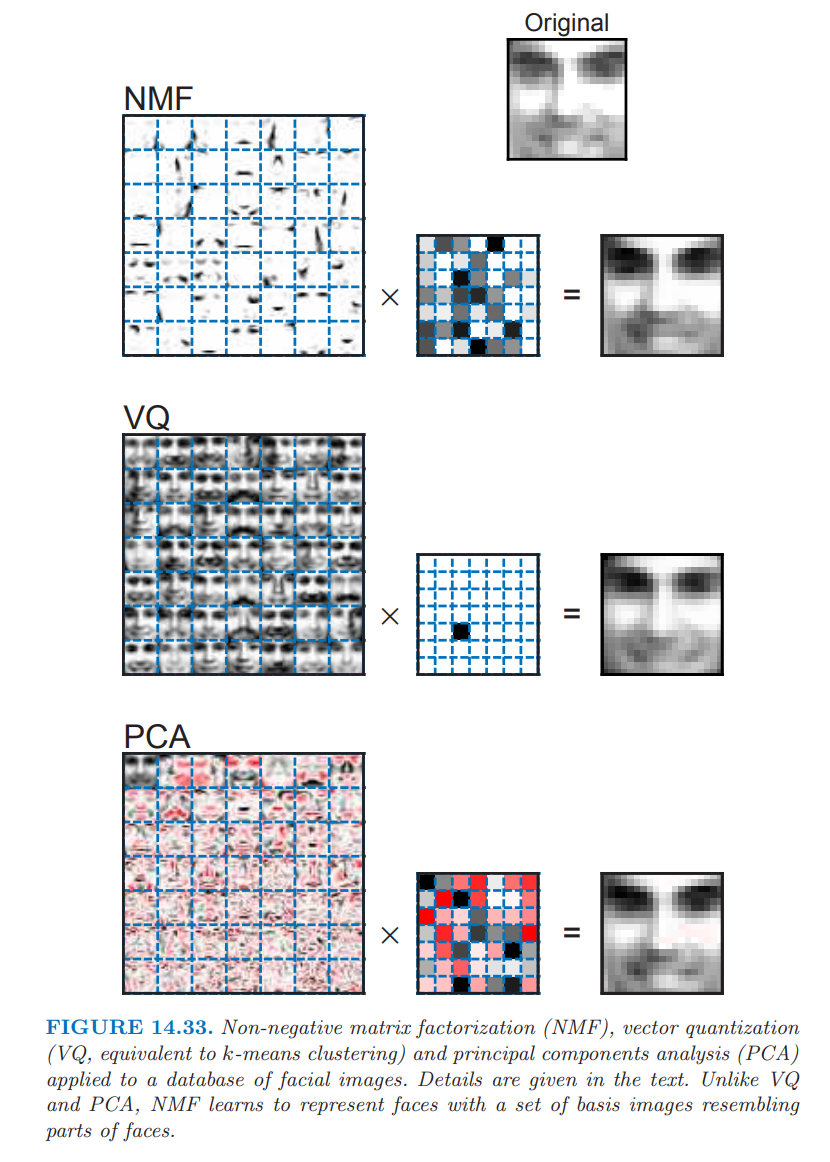 Original
NMF
× =
VQ
× =
PCA
× =
FIGURE 14.33. Non-negative matrix factorization (NMF), vector quantization
(VQ, equivalent to k-means clustering) and principal components analysis (PCA)
applied to a database of facial images. Details are given in the text. Unlike VQ
and PCA, NMF learns to represent faces with a set of basis images resembling
parts of faces.